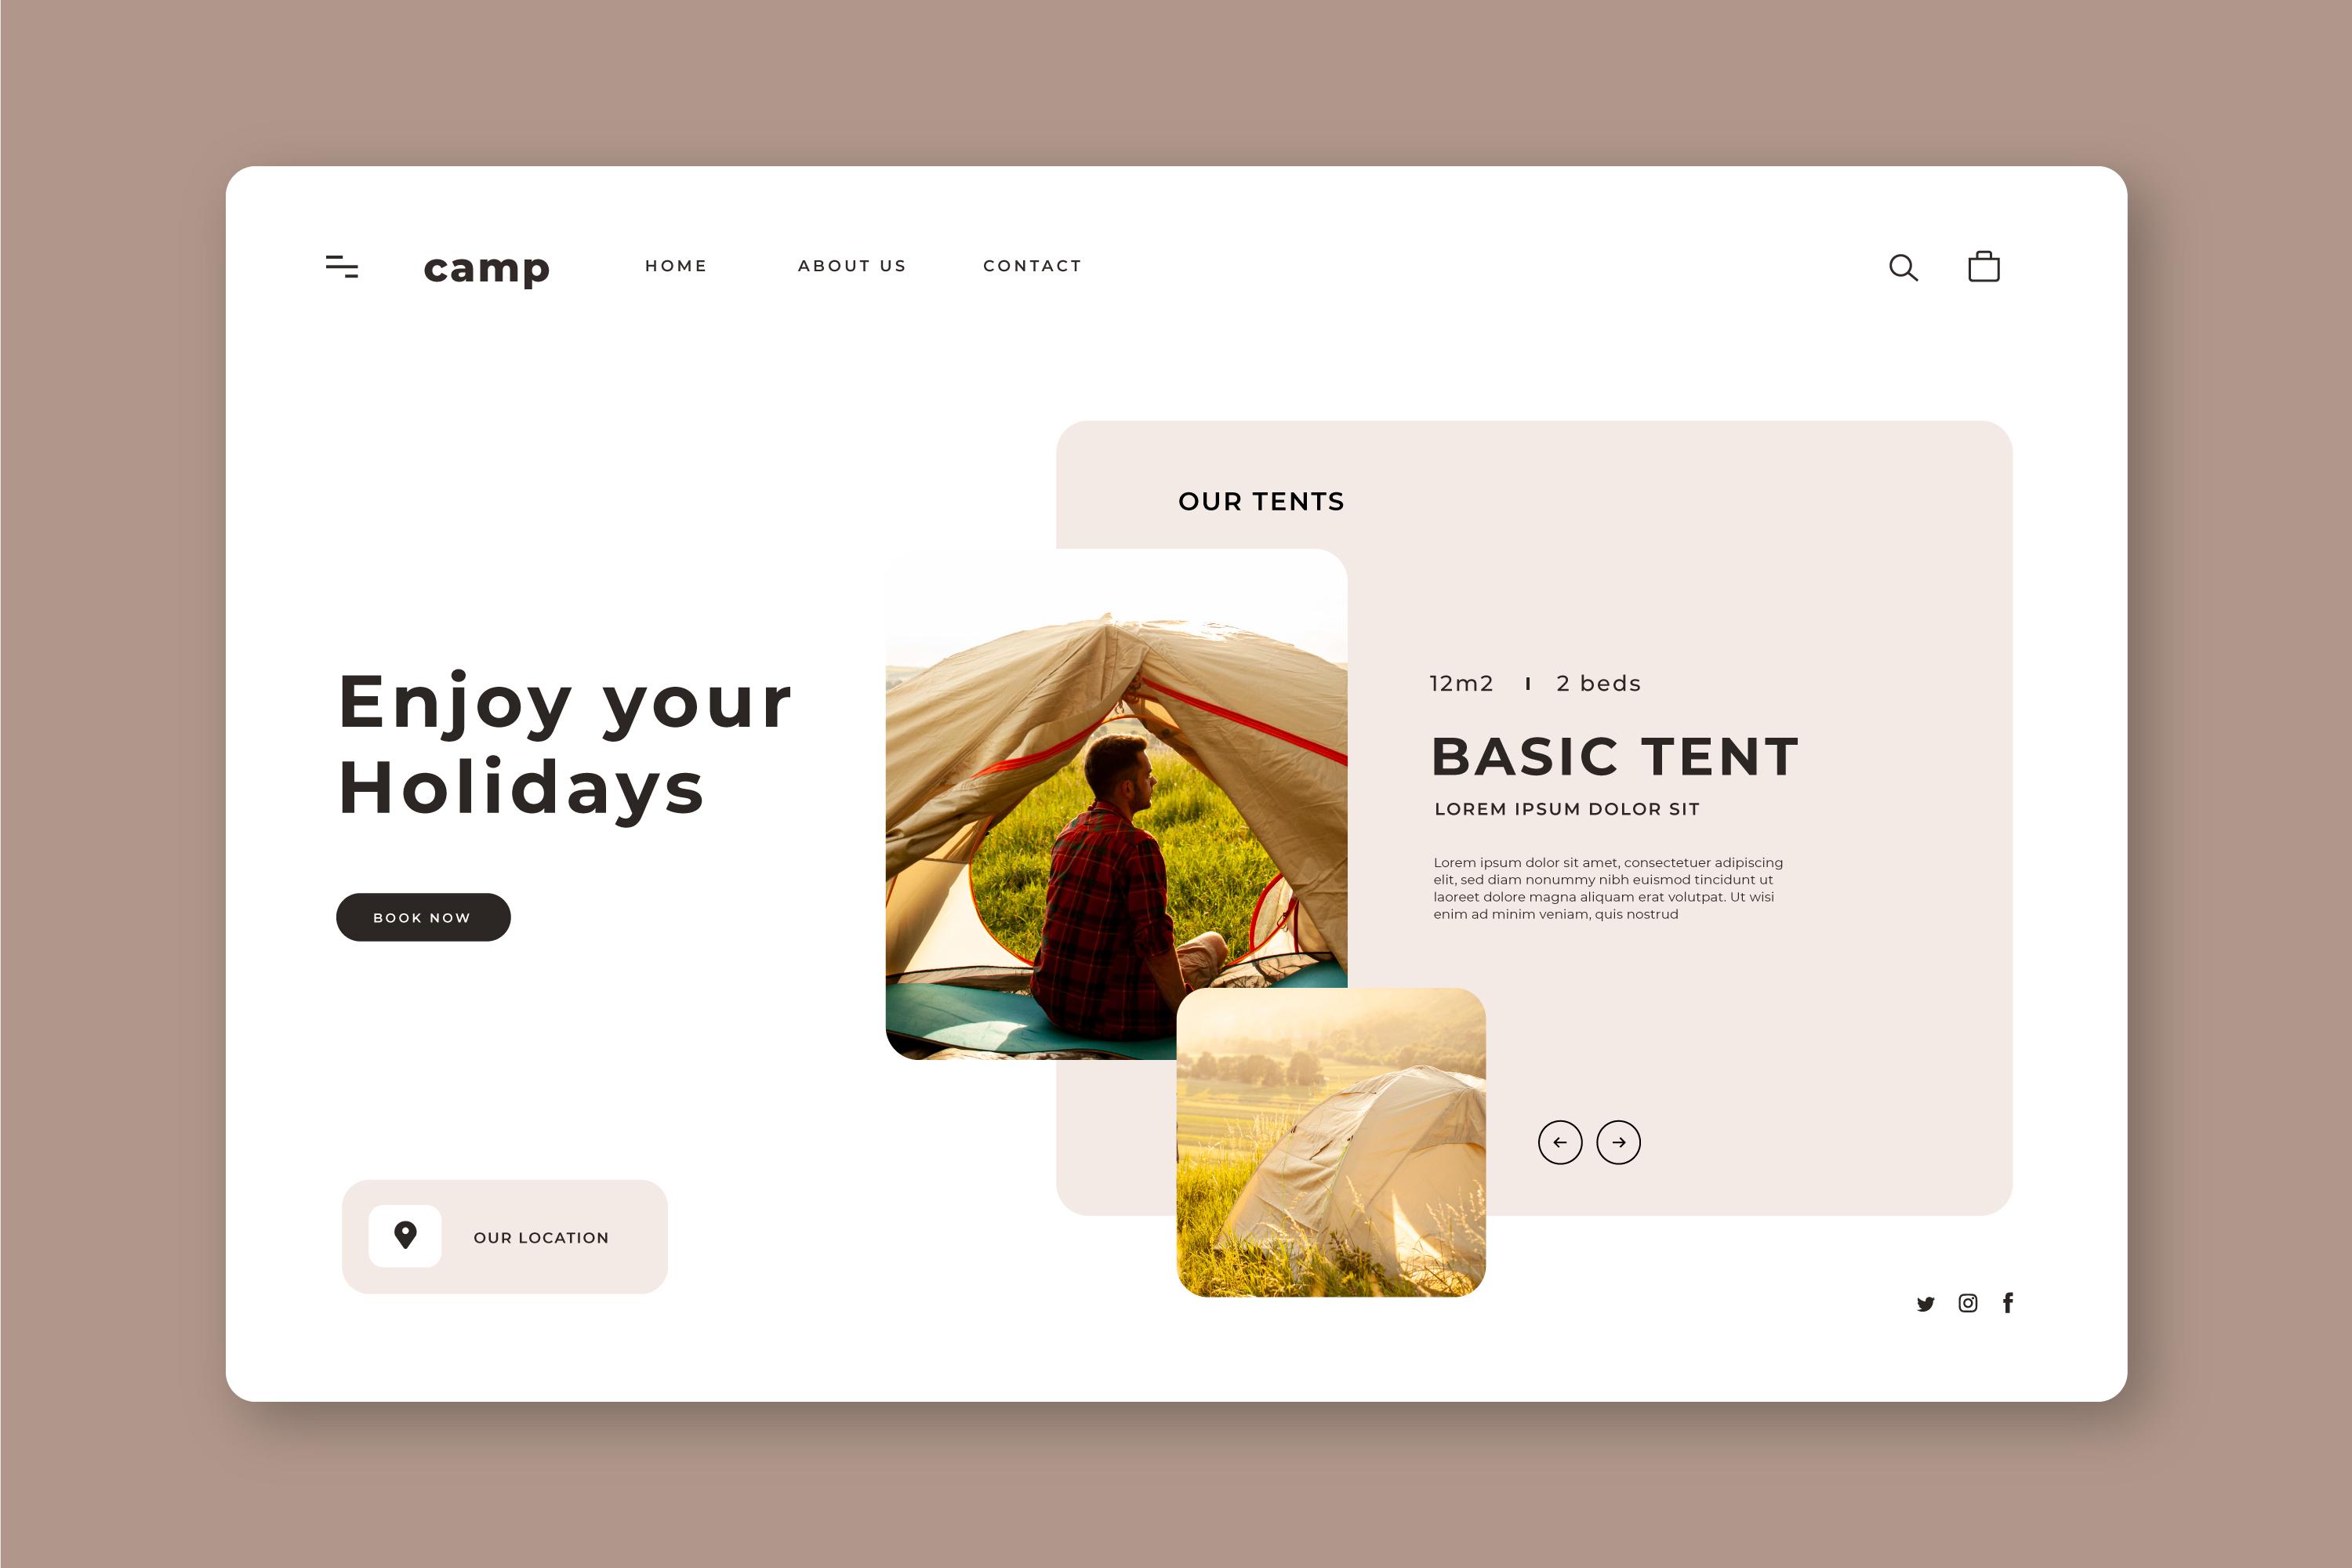 camp
HOME
ABOUT US
CONTACT
OUR TENTS
Enjoy your
Holidays
BOOK NOW
12m2 I 2 beds
BASIC TENT
LOREM IPSUM DOLOR SIT
Lorem ipsum dolor sit amet, consectetuer adipiscing
elit, sed diam nonummy nibh euismod tincidunt ut
laoreet dolore magna aliquam erat volutpat. Ut wisi
enim ad minim veniam, quis nostrud
OUR LOCATION